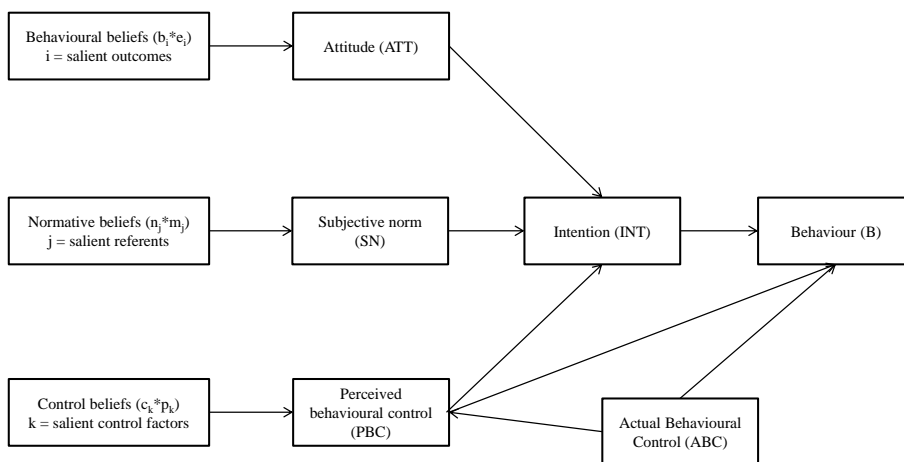 Behavioural beliefs (bᵢ*eᵢ)
i = salient outcomes
Attitude (ATT)
Normative beliefs (nⱼ*mⱼ)
j = salient referents
Subjective norm
(SN)
Intention (INT)
Behaviour (B)
Control beliefs (cₖ*pₖ)
k = salient control factors
Perceived
behavioural control
(PBC)
Actual Behavioural
Control (ABC)